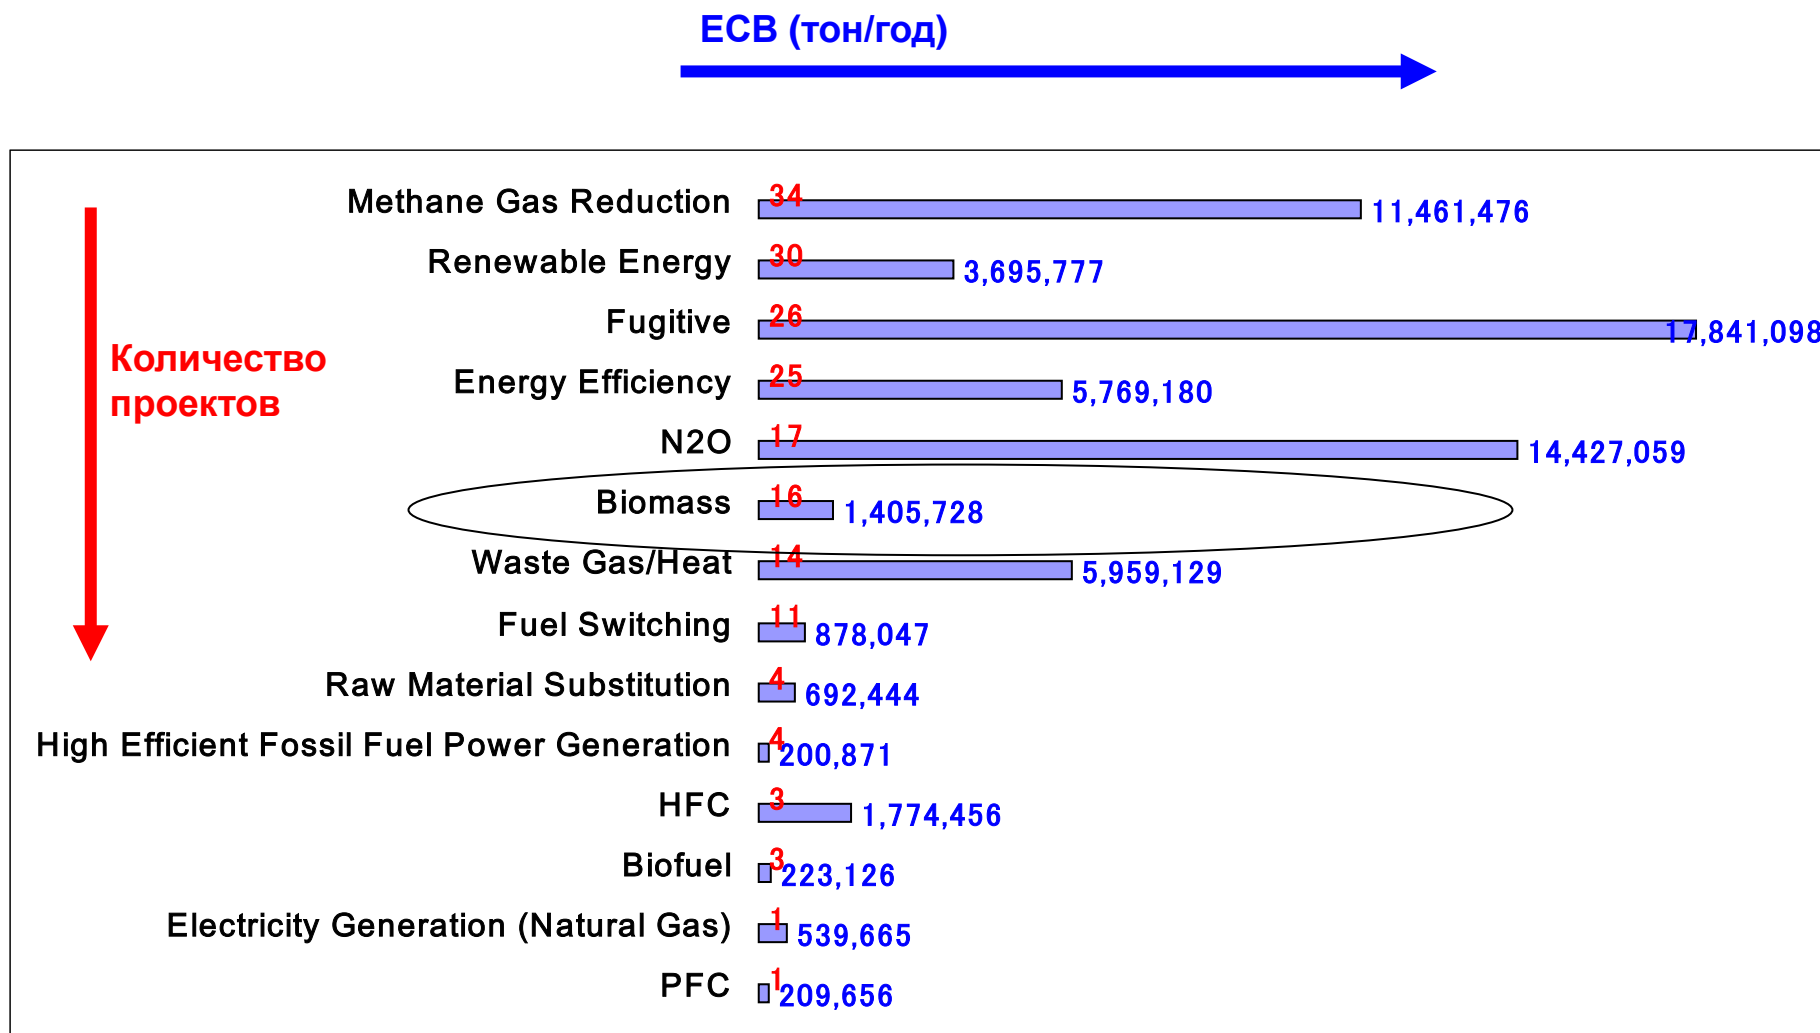 ЕСВ (тон/год)
Количество
проектов
Methane Gas Reduction 34 11,461,476
Renewable Energy 30 3,695,777
Fugitive 26 17,841,098
Energy Efficiency 25 5,769,180
N2O 17 14,427,059
Biomass 16 1,405,728
Waste Gas/Heat 14 5,959,129
Fuel Switching 11 878,047
Raw Material Substitution 4 692,444
High Efficient Fossil Fuel Power Generation 4 200,871
HFC 3 1,774,456
Biofuel 3 223,126
Electricity Generation (Natural Gas) 1 539,665
PFC 1 209,656